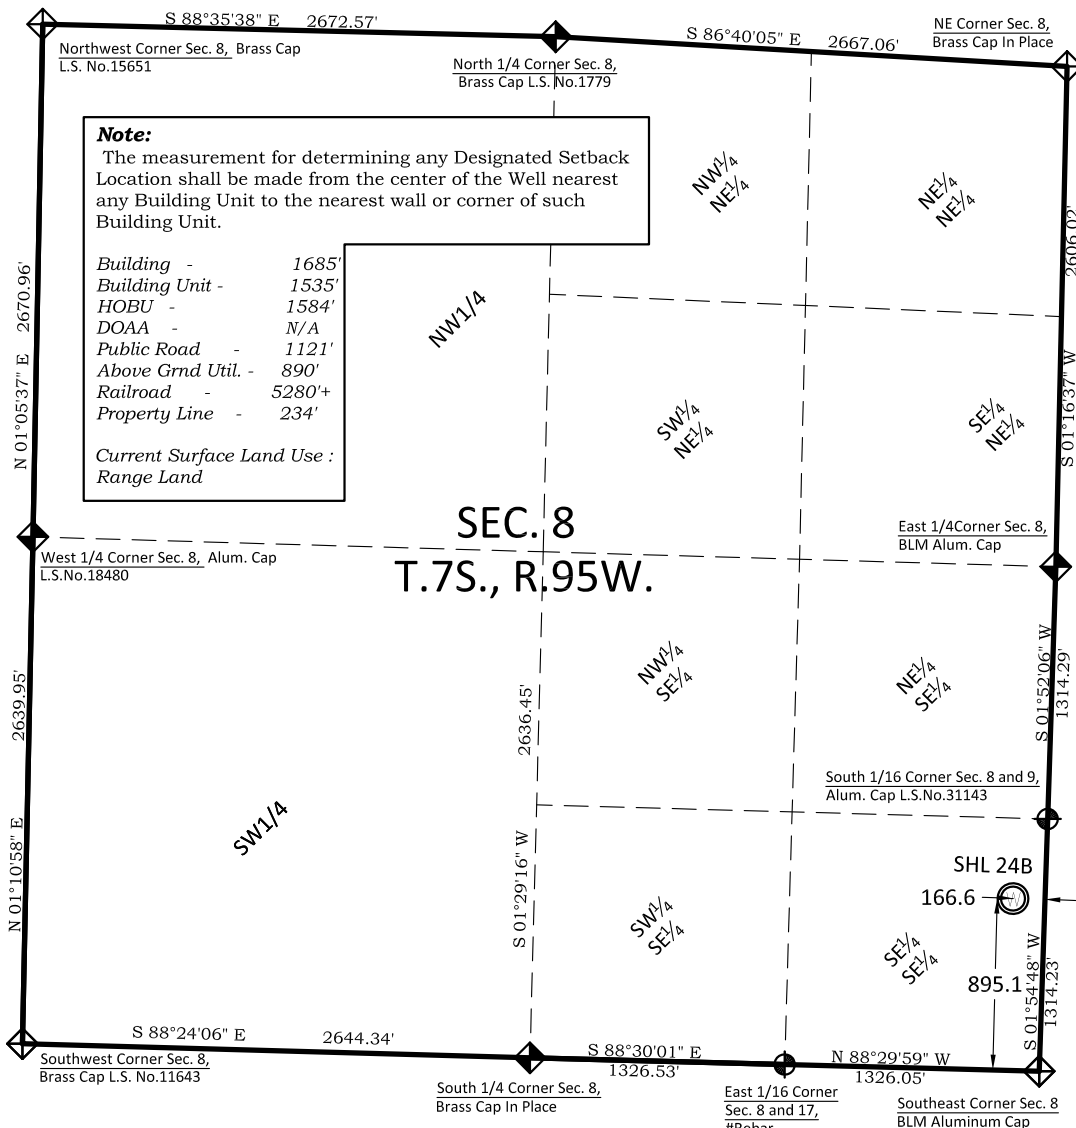 S 88°35'38" E 2672.57'
S 86°40'05" E 2667.06'
NE Corner Sec. 8,
Brass Cap In Place
Northwest Corner Sec. 8, Brass Cap
L.S. No.15651
North 1/4 Corner Sec. 8,
Brass Cap L.S. No.1779
Note:
The measurement for determining any Designated Setback
Location shall be made from the center of the Well nearest
any Building Unit to the nearest wall or corner of such
Building Unit.
Building - 1685'
Building Unit - 1535'
HOBU - 1584'
DOAA - N/A
Public Road - 1121'
Above Grnd Util. - 890'
Railroad - 5280'+
Property Line - 234'
Current Surface Land Use :
Range Land
NW1/4
NE1/4
NE1/4
NE1/4
N 01°05'37" E 2670.96'
NW1/4
S 01°16'37" W 2606.02'
SW1/4
NE1/4
SE1/4
NE1/4
SEC. 8
T.7S., R.95W.
East 1/4Corner Sec. 8,
BLM Alum. Cap
West 1/4 Corner Sec. 8, Alum. Cap
L.S.No.18480
NW1/4
SE1/4
NE1/4
SE1/4
N 01°10'58" E 2639.95'
S 01°29'16" W 2636.45'
S 01°52'06" W
1314.29'
South 1/16 Corner Sec. 8 and 9,
Alum. Cap L.S.No.31143
SW1/4
SHL 24B
166.6
SW1/4
SE1/4
SE1/4
SE1/4
895.1
S 01°54'48" W
1314.23'
S 88°24'06" E 2644.34'
S 88°30'01" E
1326.53'
N 88°29'59" W
1326.05'
Southwest Corner Sec. 8,
Brass Cap L.S. No.11643
South 1/4 Corner Sec. 8,
Brass Cap In Place
East 1/16 Corner
Sec. 8 and 17,
#Rebar
Southeast Corner Sec. 8
BLM Aluminum Cap